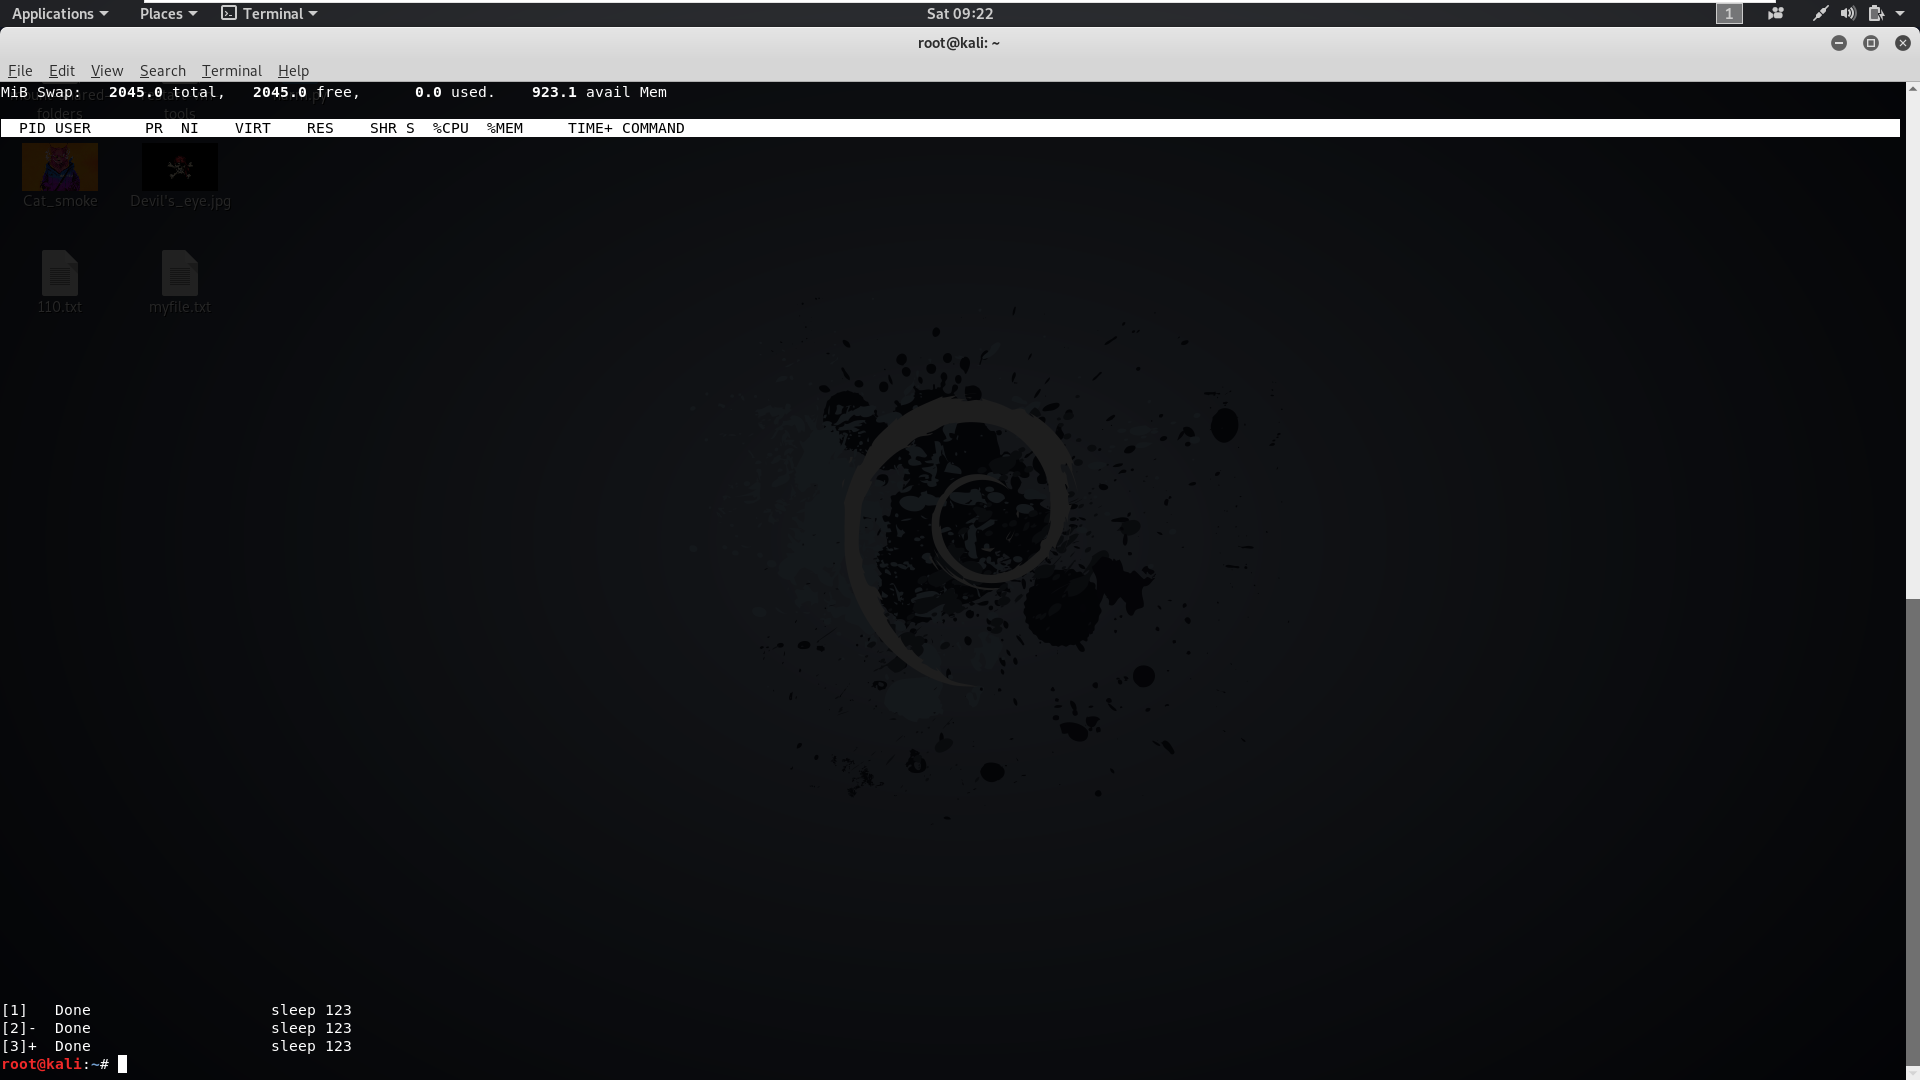 Applications Places Terminal Sat 09:22 1
root@kali: ~
File Edit View Search Terminal Help
MiB Swap: 2045.0 total, 2045.0 free, 0.0 used. 923.1 avail Mem
folders tools
PID USER PR NI VIRT RES SHR S %CPU %MEM TIME+ COMMAND
Cat_smoke Devil's_eye.jpg
110.txt myfile.txt
[1] Done sleep 123
[2]- Done sleep 123
[3]+ Done sleep 123
root@kali:~#